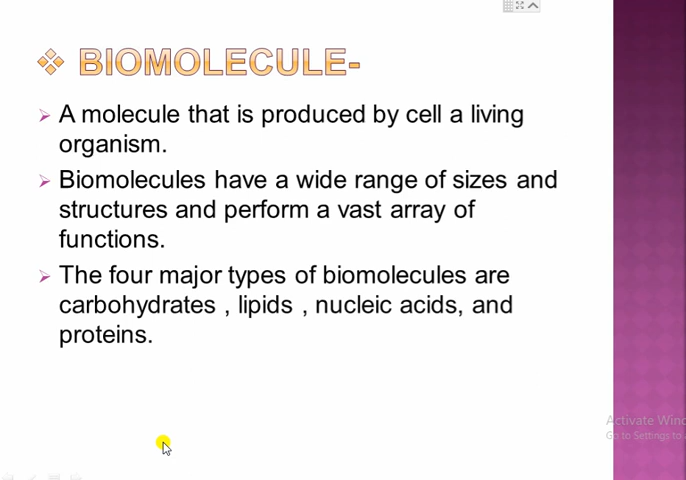 ❖ BIOMOLECULE-
➢ A molecule that is produced by cell a living
organism.
➢ Biomolecules have a wide range of sizes and
structures and perform a vast array of
functions.
➢ The four major types of biomolecules are
carbohydrates , lipids , nucleic acids, and
proteins.
Activate Wind
Go to Settings to